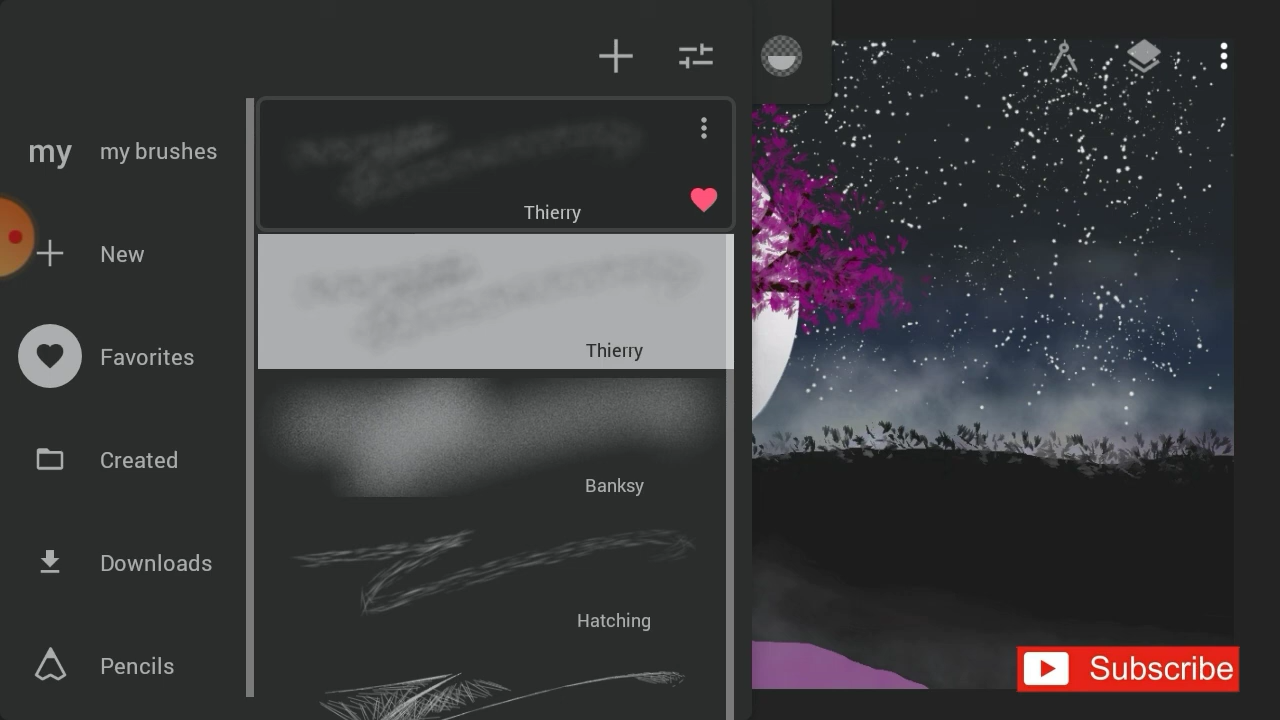 my my brushes
New
Favorites
Created
Downloads
Pencils
Thierry
Thierry
Banksy
Hatching
Subscribe